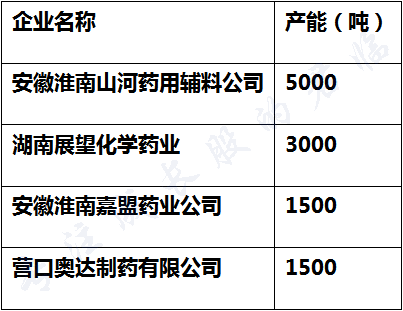 企业名称 产能（吨）
安徽淮南山河药用辅料公司 5000
湖南展望化学药业 3000
安徽淮南嘉盟药业公司 1500
营口奥达制药有限公司 1500